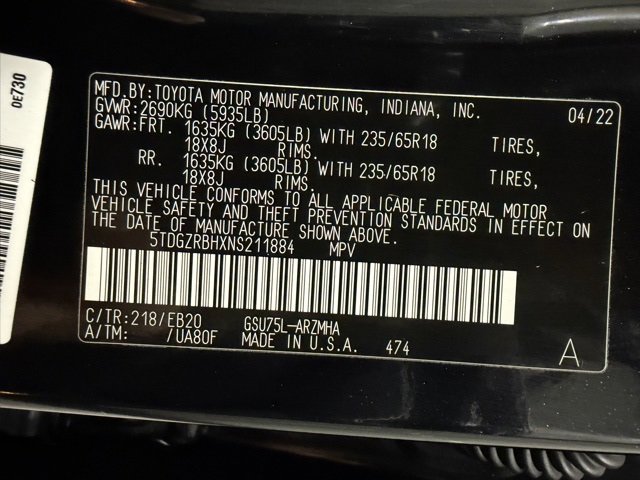 0E730
MFD.BY:TOYOTA MOTOR MANUFACTURING, INDIANA, INC. 04/22
GVWR:2690KG (5935LB)
GAWR:FRT. 1635KG (3605LB) WITH 235/65R18 TIRES,
18X8J RIMS.
RR. 1635KG (3605LB) WITH 235/65R18 TIRES,
18X8J RIMS.
THIS VEHICLE CONFORMS TO ALL APPLICABLE FEDERAL MOTOR
VEHICLE SAFETY AND THEFT PREVENTION STANDARDS IN EFFECT ON
THE DATE OF MANUFACTURE SHOWN ABOVE.
5TDGZRBHXNS211884 MPV
C/TR:218/EB20 GSU75L-ARZMHA
A/TM: /UA80F MADE IN U.S.A. 474
A